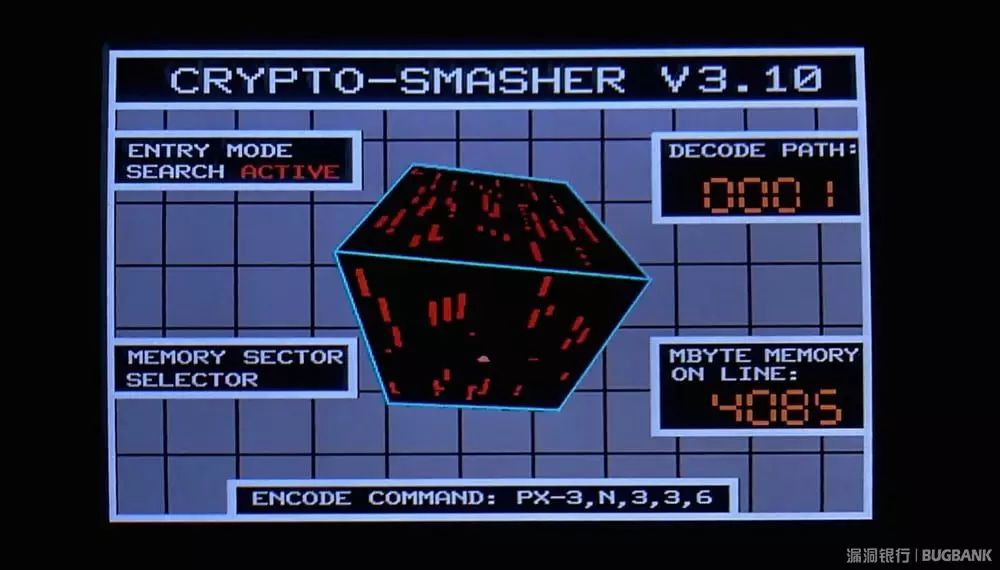 CRYPTO-SMASHER V3.10
ENTRY MODE
SEARCH ACTIVE
DECODE PATH:
0001
MEMORY SECTOR
SELECTOR
MBYTE MEMORY
ON LINE:
4085
ENCODE COMMAND: PX-3,N,3,3,6
漏洞银行 | BUGBANK